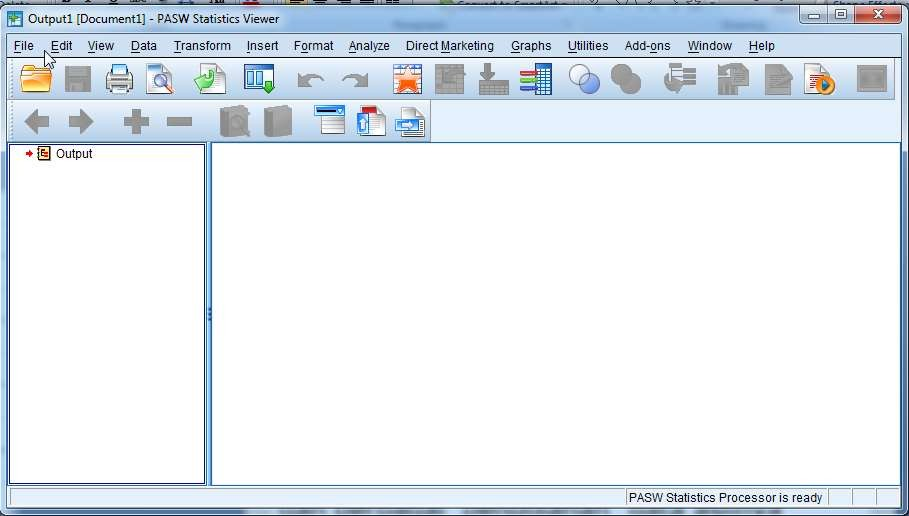 Output1 [Document1] - PASW Statistics Viewer
File Edit View Data Transform Insert Format Analyze Direct Marketing Graphs Utilities Add-ons Window Help
Output
PASW Statistics Processor is ready